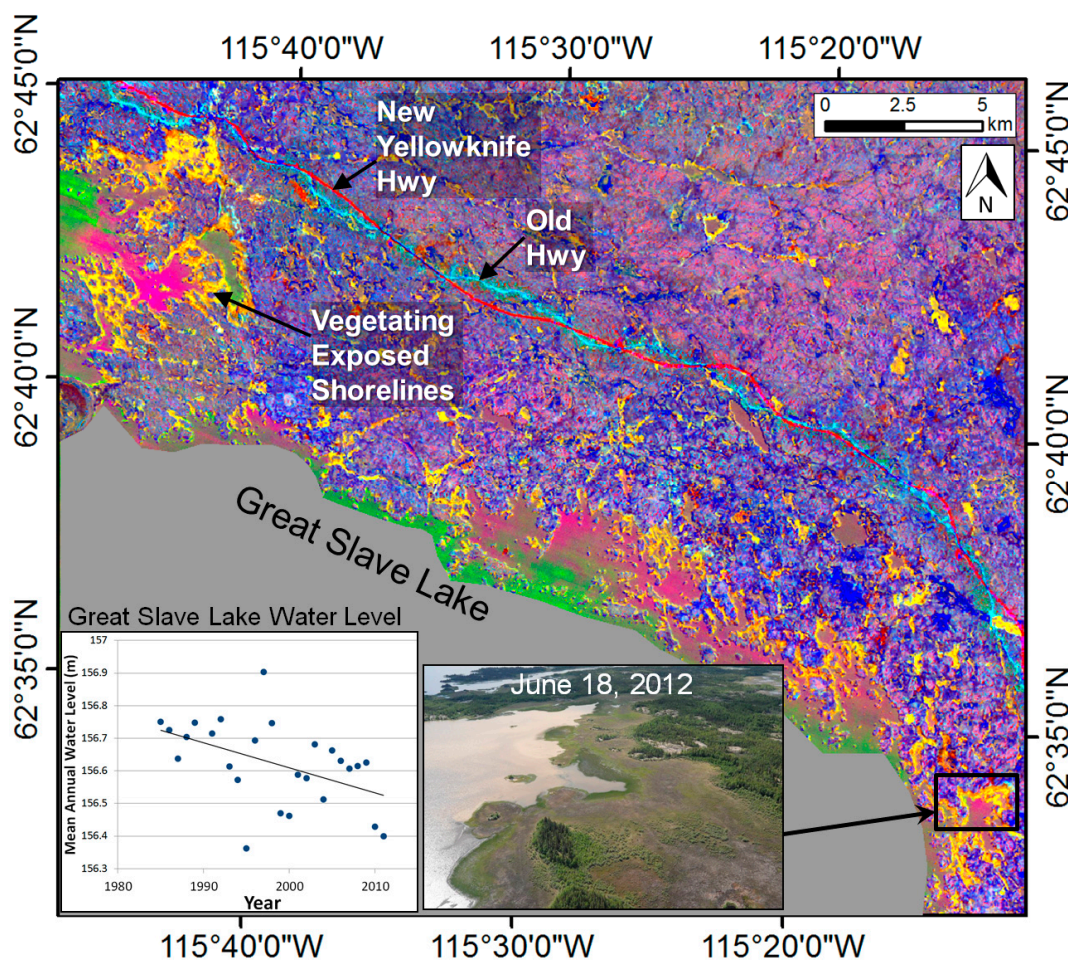 115°40'0"W
115°30'0"W
115°20'0"W
62°45'0"N
62°40'0"N
62°35'0"N
62°45'0"N
62°40'0"N
62°35'0"N
0 2.5 5
km
N
New
Yellowknife
Hwy
Old
Hwy
Vegetating
Exposed
Shorelines
Great Slave Lake
Great Slave Lake Water Level
Mean Annual Water Level (m)
157
156.9
156.8
156.7
156.6
156.5
156.4
156.3
1980 1990 2000 2010
Year
June 18, 2012
115°40'0"W
115°30'0"W
115°20'0"W